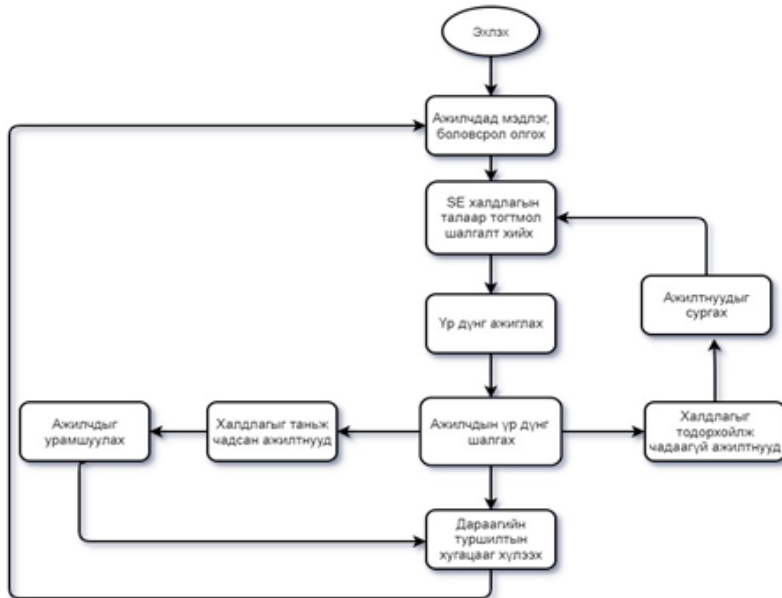 Эхлэх
Ажилчдад мэдлэг,
боловсрол олгох
SE халдлагын
талаар тогтмол
шалгалт хийх
Ажилтнуудыг
сургах
Үр дүнг ажиглах
Ажилчдыг
урамшуулах
Халдлагыг таньж
чадсан ажилтнууд
Ажилчдын үр дүнг
шалгах
Халдлагыг
тодорхойлж
чадаагүй ажилтнууд
Дараагийн
туршилтын
хугацааг хүлээх